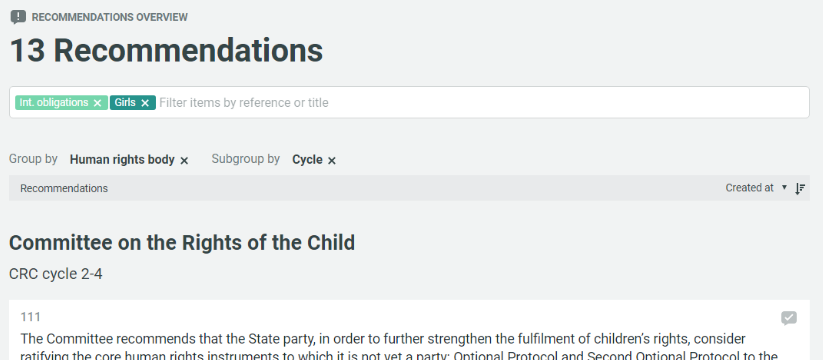 RECOMMENDATIONS OVERVIEW
13 Recommendations
Int. obligations × Girls × Filter items by reference or title
Group by Human rights body × Subgroup by Cycle ×
Recommendations Created at
Committee on the Rights of the Child
CRC cycle 2-4
111
The Committee recommends that the State party, in order to further strengthen the fulfilment of children's rights, consider
ratifying the core human rights instruments to which it is not yet a party: Optional Protocol and Second Optional Protocol to the